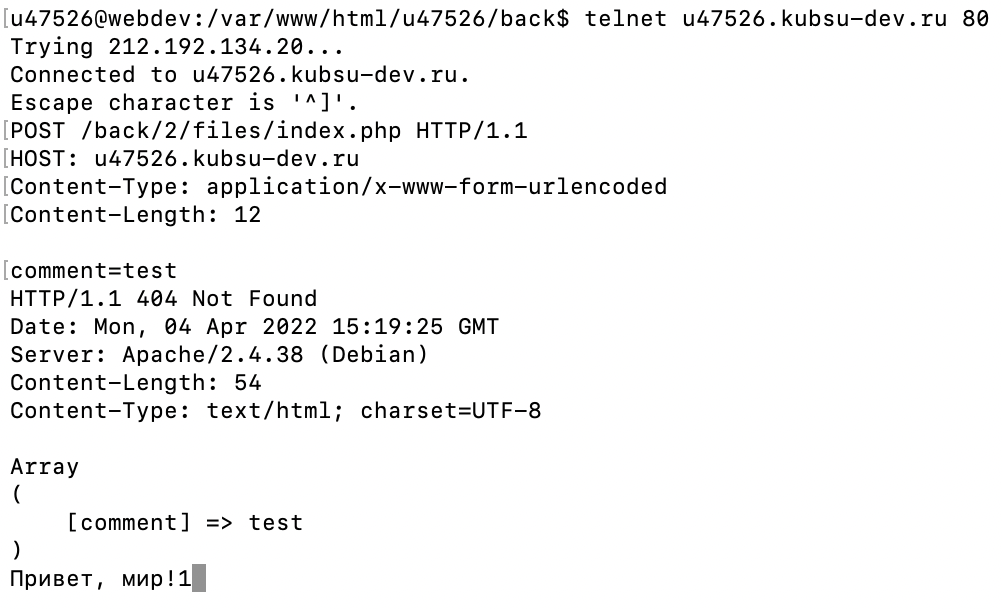 [u47526@webdev:/var/www/html/u47526/back$ telnet u47526.kubsu-dev.ru 80
Trying 212.192.134.20...
Connected to u47526.kubsu-dev.ru.
Escape character is '^]'.
[POST /back/2/files/index.php HTTP/1.1
[HOST: u47526.kubsu-dev.ru
[Content-Type: application/x-www-form-urlencoded
[Content-Length: 12
[comment=test
HTTP/1.1 404 Not Found
Date: Mon, 04 Apr 2022 15:19:25 GMT
Server: Apache/2.4.38 (Debian)
Content-Length: 54
Content-Type: text/html; charset=UTF-8
Array
(
    [comment] => test
)
Привет, мир!1